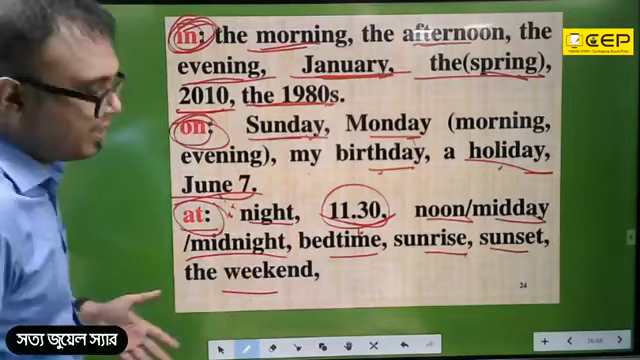 in: the morning, the afternoon, the
evening, January, the(spring),
2010, the 1980s.
on: Sunday, Monday (morning,
evening), my birthday, a holiday,
June 7.
at: night, 11.30, noon/midday
/midnight, bedtime, sunrise, sunset,
the weekend,
24
CEP
সত্য জুয়েল স্যার